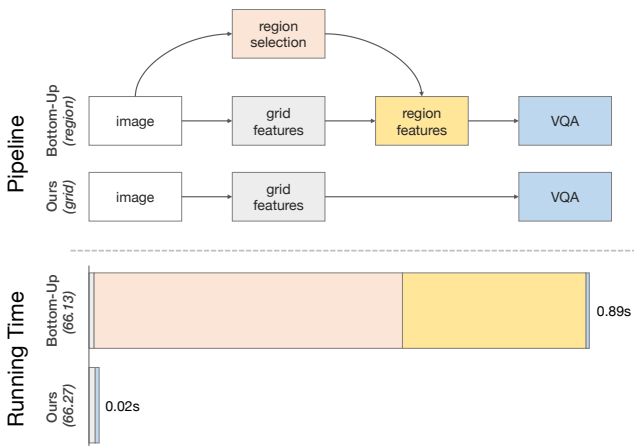 Pipeline
Bottom-Up
(region)
region
selection
image
grid
features
region
features
VQA
Ours
(grid)
image
grid
features
VQA
Running Time
Bottom-Up
(66.13)
0.89s
Ours
(66.27)
0.02s